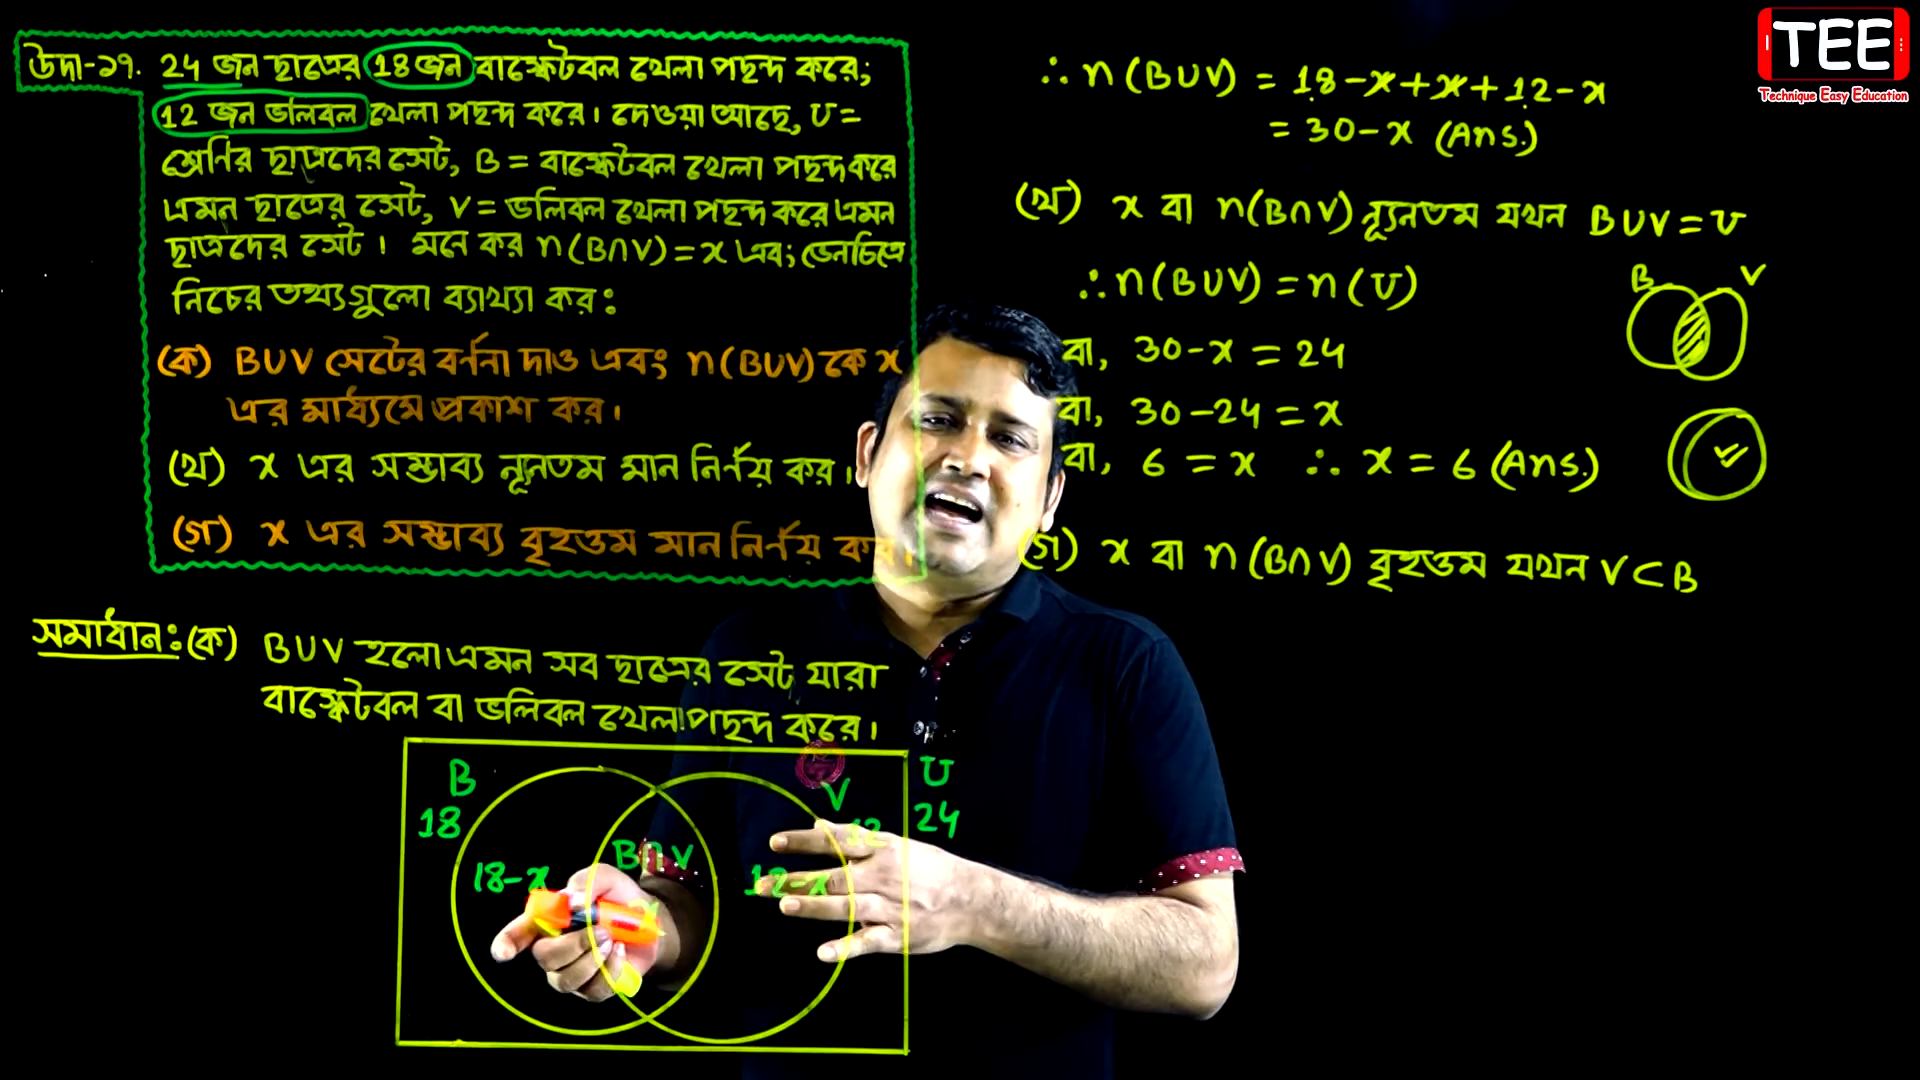 উদা-১৭. 24 জন ছাত্রের 18 জন বাস্কেটবল খেলা পছন্দ করে;
12 জন ভলিবল খেলা পছন্দ করে। দেওয়া আছে, U =
শ্রেণির ছাত্রদের সেট, B = বাস্কেটবল খেলা পছন্দ করে
এমন ছাত্রের সেট, V = ভলিবল খেলা পছন্দ করে এমন
ছাত্রদের সেট। মনে কর n(B∩V) = x এবং ভেনচিত্রে
নিচের তথ্যগুলো ব্যাখ্যা কর:
(ক) B∪V সেটের বর্ণনা দাও এবং n(B∪V) কে x
এর মাধ্যমে প্রকাশ কর।
(খ) x এর সম্ভাব্য ন্যূনতম মান নির্ণয় কর।
(গ) x এর সম্ভাব্য বৃহত্তম মান নির্ণয় কর।
সমাধান: (ক) B∪V হলো এমন সব ছাত্রের সেট যারা
বাস্কেটবল বা ভলিবল খেলা পছন্দ করে।
B V U
18 12 24
18-x B∩V 12-x
∴ n(B∪V) = 18-x+x+12-x
= 30-x (Ans.)
(খ) x বা n(B∩V) ন্যূনতম যখন B∪V = U
∴ n(B∪V) = n(U)
B V
বা, 30-x = 24
বা, 30-24 = x
বা, 6 = x ∴ x = 6 (Ans.)
(গ) x বা n(B∩V) বৃহত্তম যখন V⊂B
TEE
Technique Easy Education